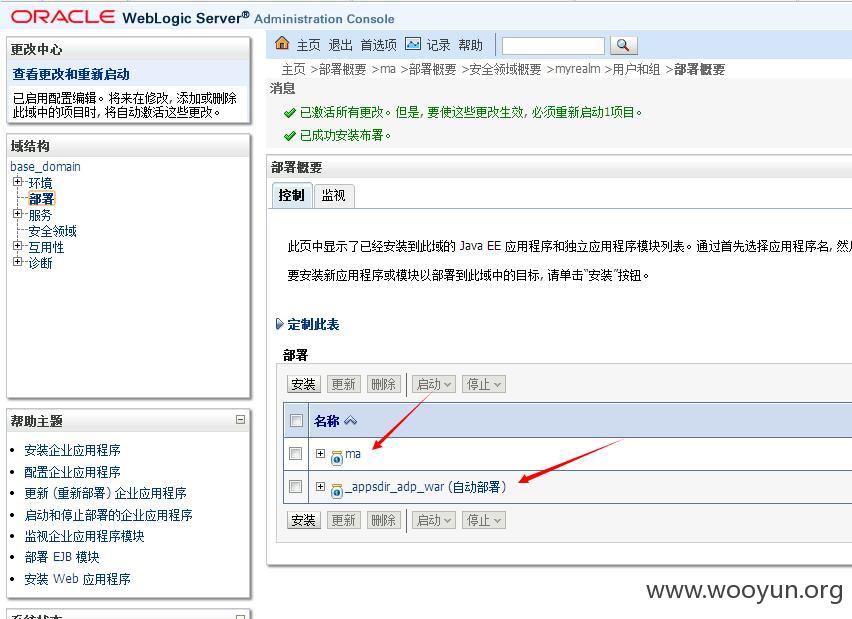 ORACLE WebLogic Server® Administration Console
更改中心
查看更改和重新启动
已启用配置编辑。将来在修改, 添加或删除
此域中的项目时, 将自动激活这些更改。
域结构
base_domain
环境
部署
服务
安全领域
互用性
诊断
帮助主题
安装企业应用程序
配置企业应用程序
更新 (重新部署) 企业应用程序
启动和停止部署的企业应用程序
监视企业应用程序模块
部署 EJB 模块
安装 Web 应用程序
系统状态
主页 退出 首选项 记录 帮助
主页 >部署概要 >ma >部署概要 >安全领域概要 >myrealm >用户和组 >部署概要
消息
已激活所有更改。但是, 要使这些更改生效, 必须重新启动1项目。
已成功安装布署。
部署概要
控制 监视
此页中显示了已经安装到此域的 Java EE 应用程序和独立应用程序模块列表。通过首先选择应用程序名, 然
要安装新应用程序或模块以部署到此域中的目标, 请单击“安装”按钮。
定制此表
部署
安装 更新 删除 启动 停止
名称
ma
_appsdir_adp_war (自动部署)
安装 更新 删除 启动 停止
www.wooyun.org